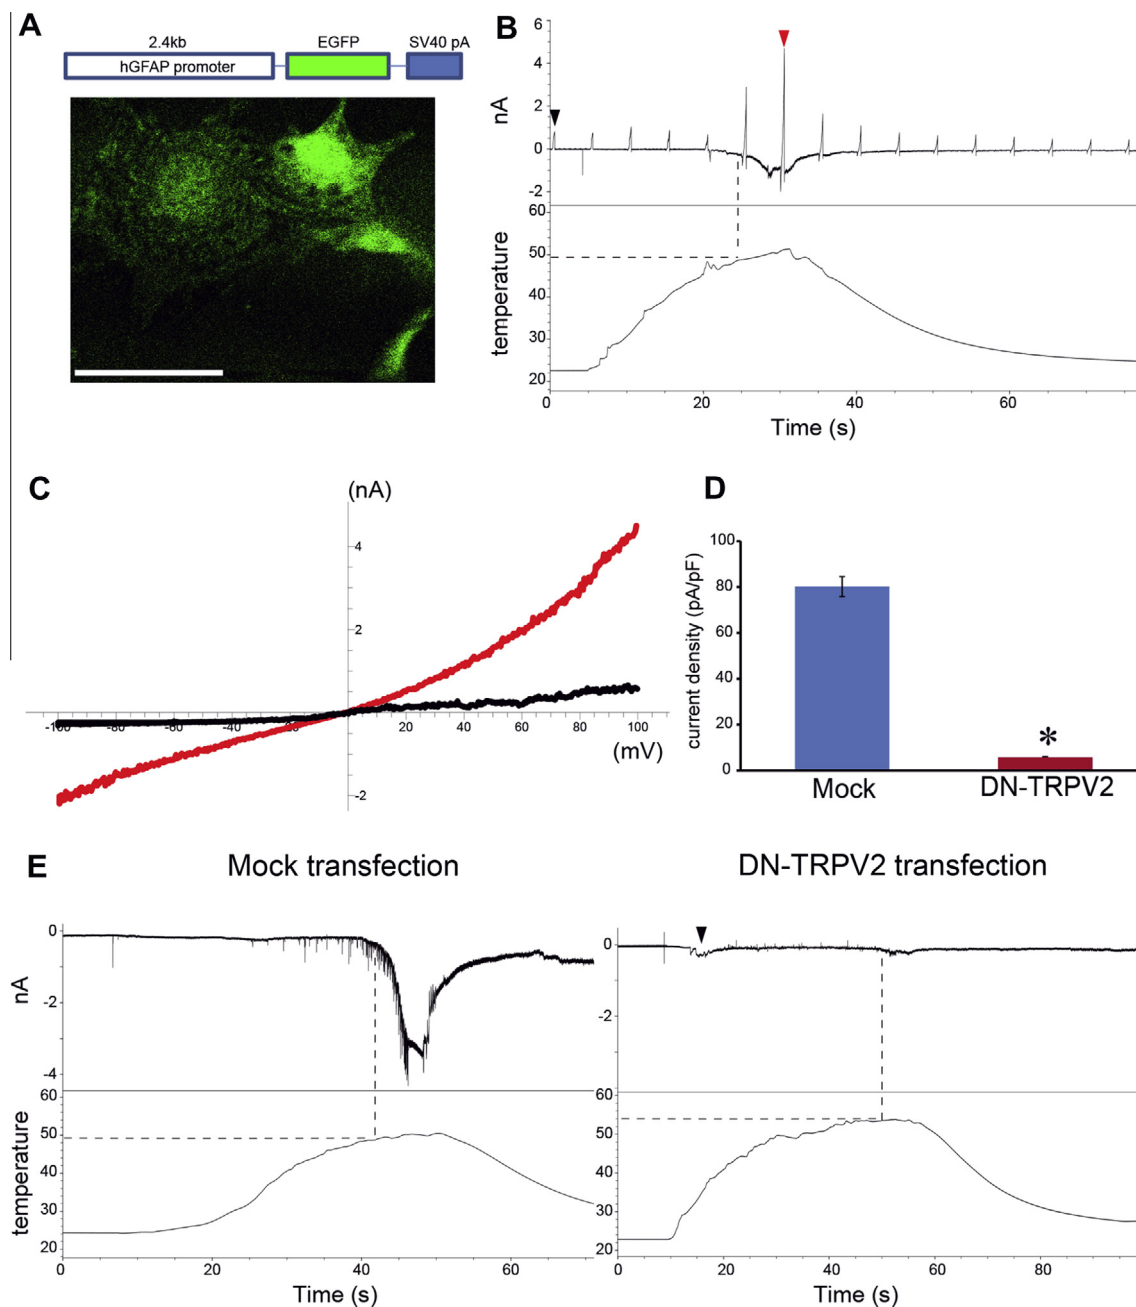 A
2.4kb
EGFP
SV40 pA
hGFAP promoter
B
nA
6
4
2
0
-2
temperature
60
50
40
30
20
0
20
40
60
Time (s)
C
(nA)
4
2
-2
-100
-80
-60
-40
20
40
60
80
100
(mV)
D
current density (pA/pF)
100
80
60
80
40
20
0
*
Mock
DN-TRPV2
E
Mock transfection
DN-TRPV2 transfection
nA
0
-2
-4
temperature
60
50
40
30
20
0
20
40
60
Time (s)
0
-2
60
50
40
30
20
0
20
40
60
80
Time (s)